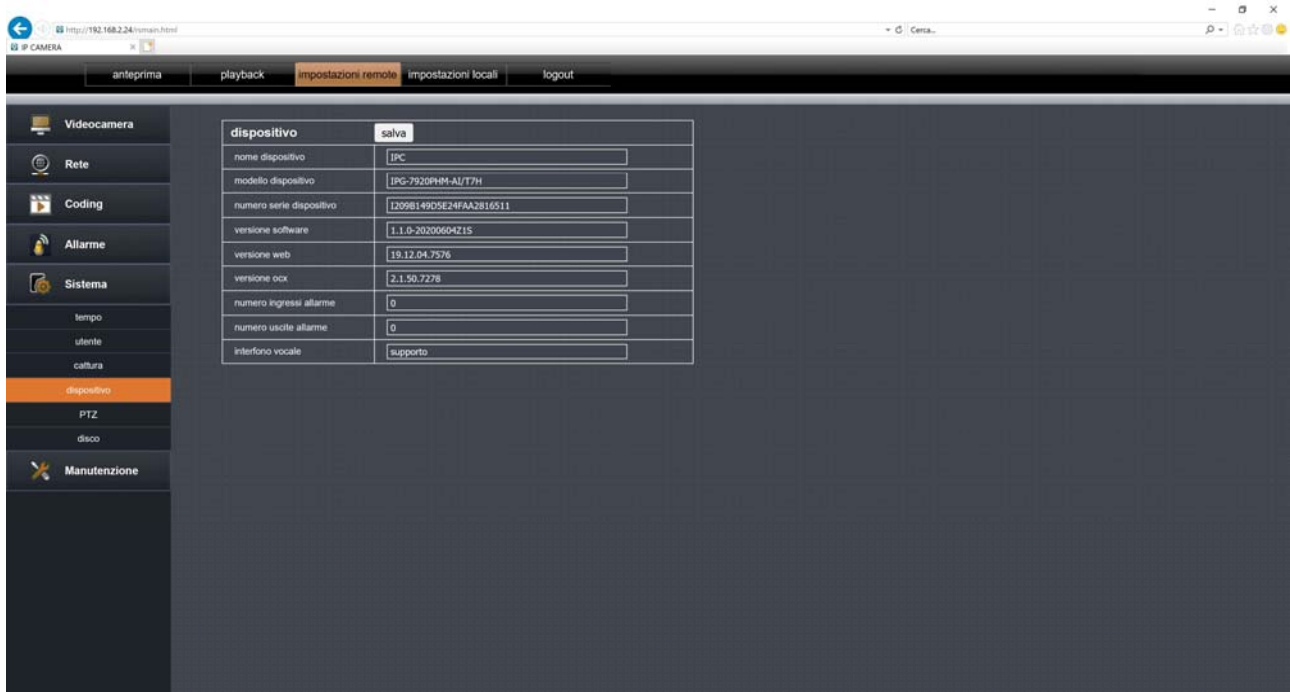 http://192.168.2.24/rsmain.html
Cerca...
IP CAMERA
anteprima playback impostazioni remote impostazioni locali logout
Videocamera
Rete
Coding
Allarme
Sistema
tempo
utente
cattura
dispositivo
PTZ
disco
Manutenzione
dispositivo salva
nome dispositivo IPC
modello dispositivo IPG-7920PHM-AI/T7H
numero serie dispositivo I209B149D5E24FAA2816511
versione software 1.1.0-20200604Z1S
versione web 19.12.04.7576
versione ocx 2.1.50.7278
numero ingressi allarme 0
numero uscite allarme 0
interfono vocale supporto